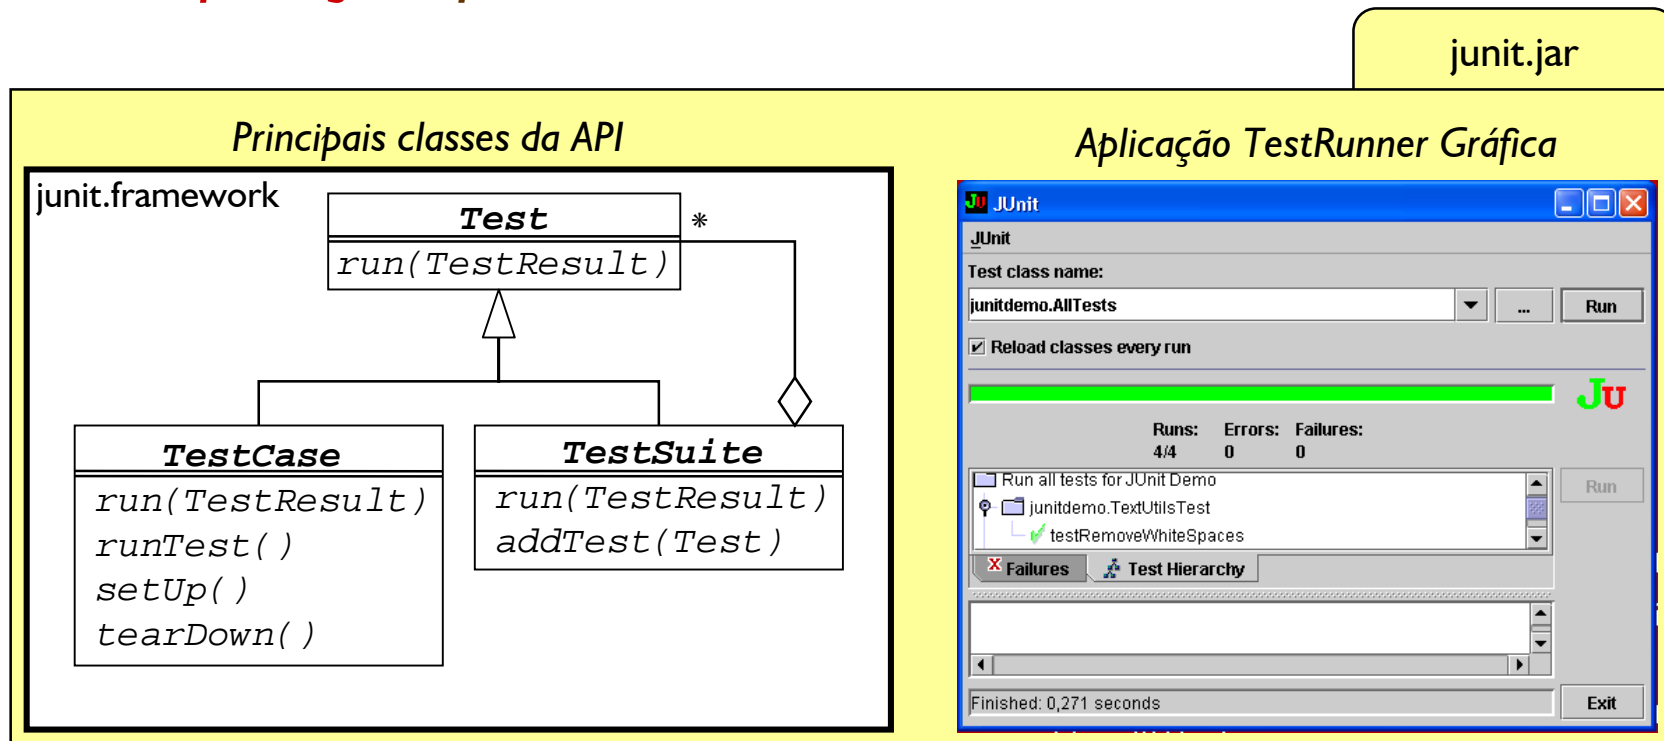 junit.jar
Principais classes da API
junit.framework
Test
*
run(TestResult)
TestCase
run(TestResult)
runTest()
setUp()
tearDown()
TestSuite
run(TestResult)
addTest(Test)
Aplicação TestRunner Gráfica
JU JUnit
JUnit
Test class name:
junitdemo.AllTests
... Run
Reload classes every run
JU
Runs: Errors: Failures:
4/4 0 0
Run all tests for JUnit Demo
Run
junitdemo.TextUtilsTest
testRemoveWhiteSpaces
X Failures Test Hierarchy
Finished: 0,271 seconds
Exit